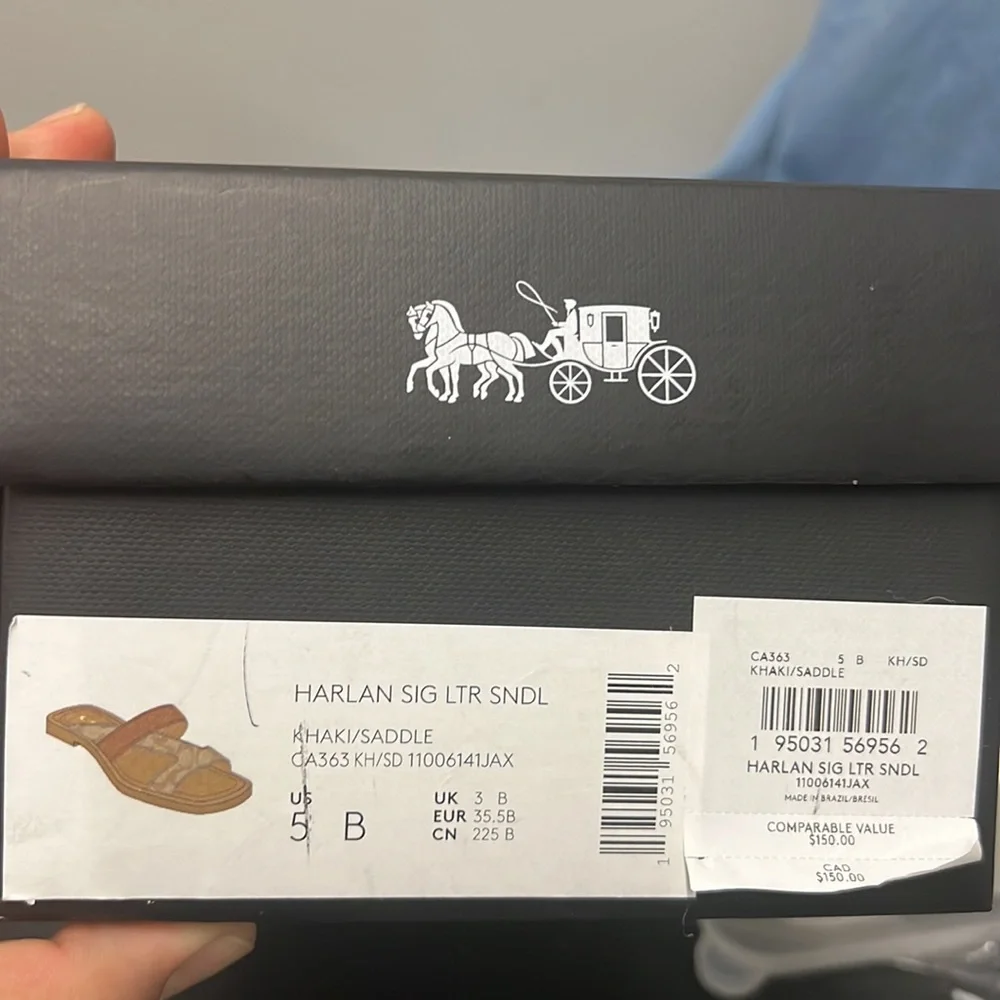 HARLAN SIG LTR SNDL
KHAKI/SADDLE
CA363 KH/SD 11006141JAX
US
5 B
UK 3 B
EUR 35.5B
CN 225 B
1 95031 56956 2
CA363 5 B KH/SD
KHAKI/SADDLE
1 95031 56956 2
HARLAN SIG LTR SNDL
11006141JAX
MADE IN BRAZIL/BRESIL
COMPARABLE VALUE
$150.00
CAD
$150.00